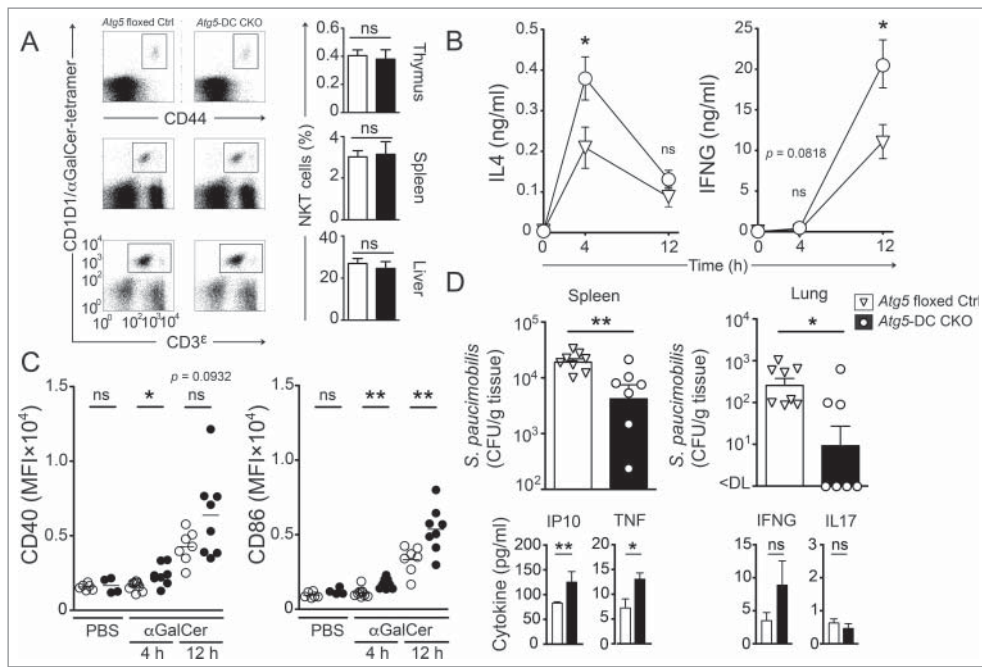 A
Atg5 floxed Ctrl
Atg5-DC CKO
CD1D1/αGalCer-tetramer
CD44
10⁴
10³
10²
10¹
10⁰ 10¹ 10² 10³ 10⁴
CD3ε
NKT cells (%)
ns
0.6
0.4
0.2
0.0
Thymus
ns
6.0
4.0
2.0
0.0
Spleen
ns
40
20
0.0
Liver
B
IL4 (ng/ml)
0.5
0.4
0.3
0.2
0.1
0
*
ns
0 4 12
IFNG (ng/ml)
25
20
15
10
5
0
p = 0.0818
ns
*
0 4 12
Time (h)
C
CD40 (MFI×10⁴)
1.5
1.0
0.5
0
ns
*
p = 0.0932
ns
PBS
αGalCer
4 h 12 h
CD86 (MFI×10⁴)
1.5
1.0
0.5
0
ns
**
**
PBS
αGalCer
4 h 12 h
D
Spleen
S. paucimobilis
(CFU/g tissue)
10⁵
10⁴
10³
10²
**
Lung
S. paucimobilis
(CFU/g tissue)
10⁴
10³
10²
10¹
<DL
*
Atg5 floxed Ctrl
Atg5-DC CKO
Cytokine (pg/ml)
IP10
150
100
50
0
**
TNF
20
15
10
5
0
*
IFNG
15
10
5
0
ns
IL17
3
2
1
0
ns